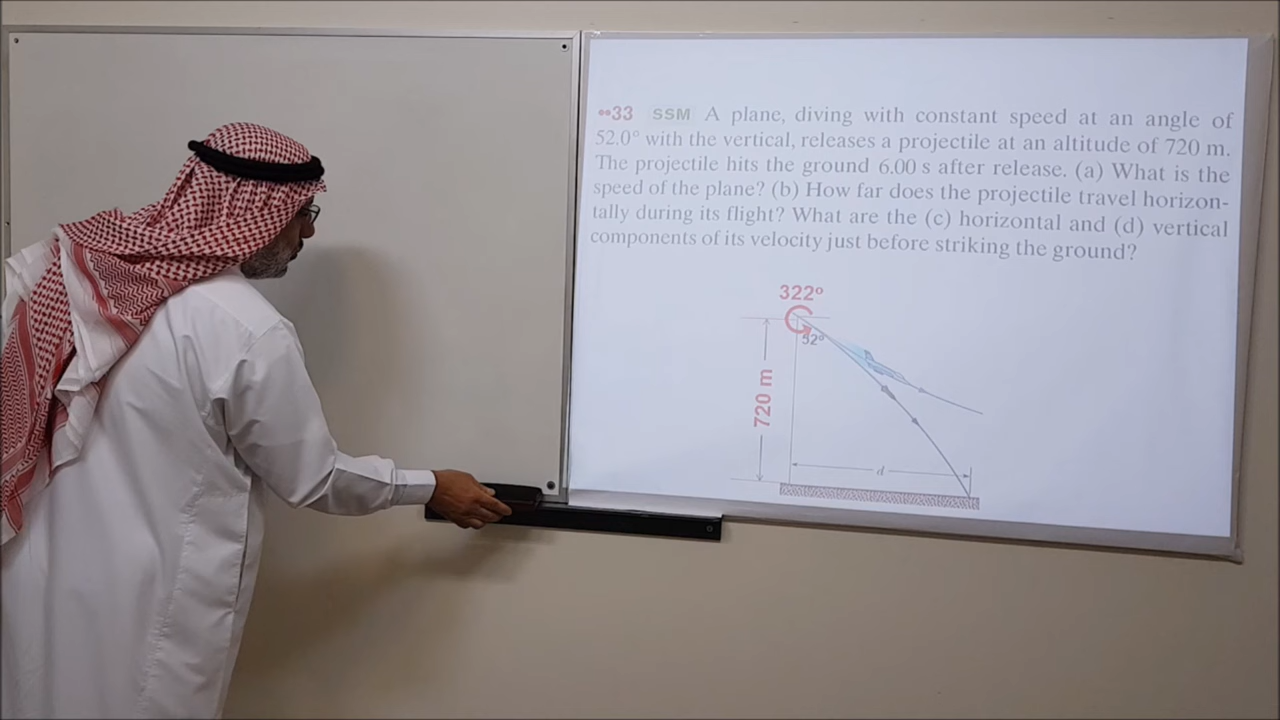 ••33 SSM A plane, diving with constant speed at an angle of
52.0° with the vertical, releases a projectile at an altitude of 720 m.
The projectile hits the ground 6.00 s after release. (a) What is the
speed of the plane? (b) How far does the projectile travel horizon-
tally during its flight? What are the (c) horizontal and (d) vertical
components of its velocity just before striking the ground?
322°
52°
720 m
d